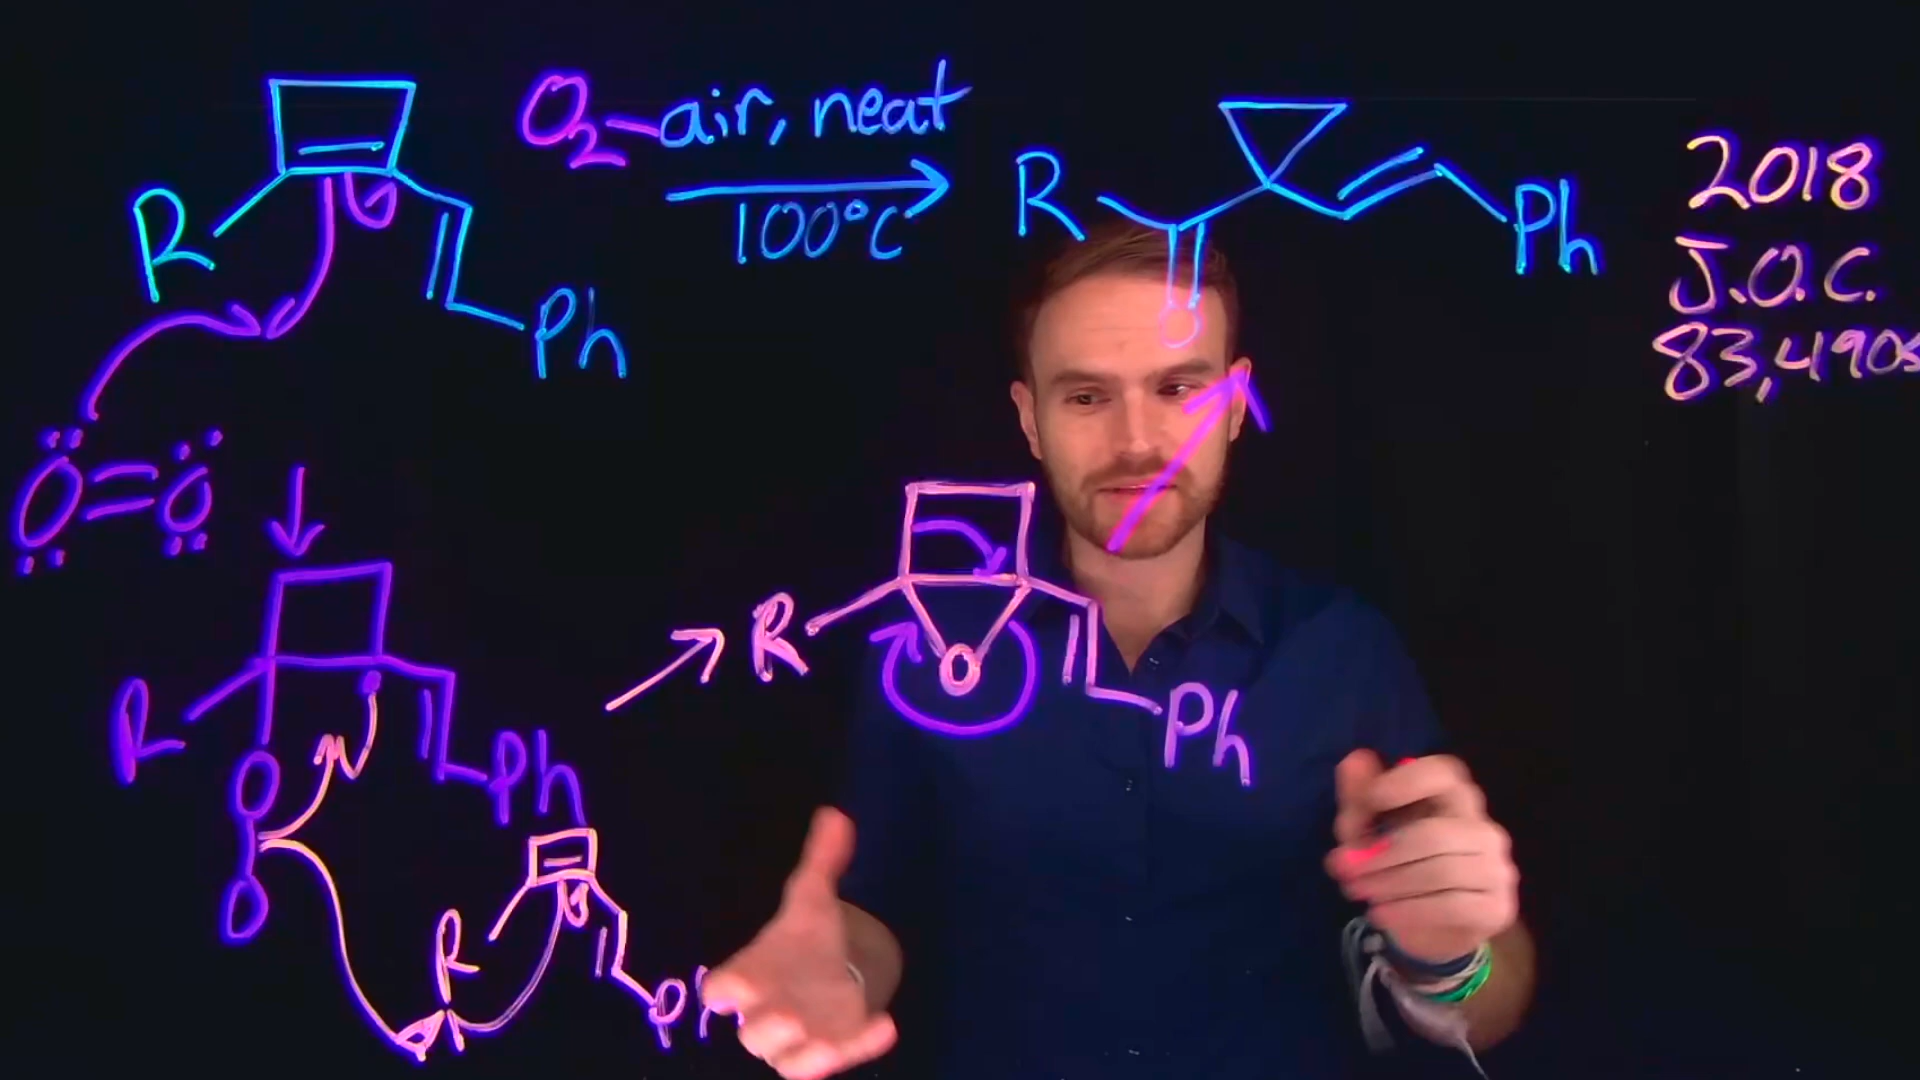 O₂-air, neat
100°C
R
Ph
R
O
Ph
2018
J.O.C.
83,4905
O=O
R
O
O
Ph
R
O
Ph
R
Ph